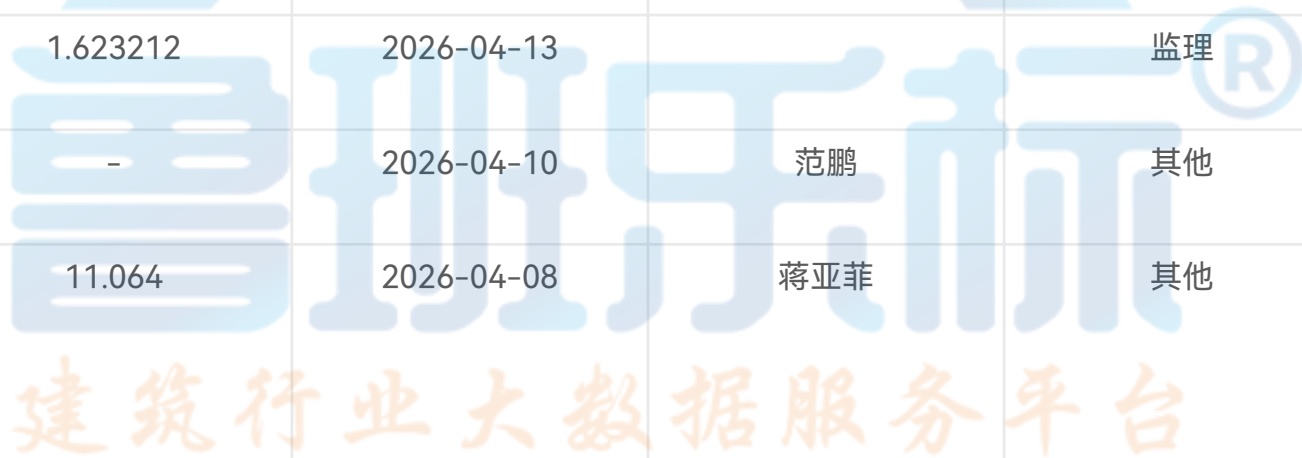 1.623212 2026-04-13 监理
- 2026-04-10 范鹏 其他
11.064 2026-04-08 蒋亚菲 其他
鲁班乐标®
建筑行业大数据服务平台